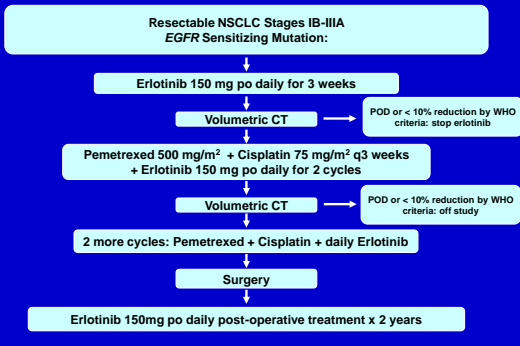 Resectable NSCLC Stages IB-IIIA
EGFR Sensitizing Mutation:
Erlotinib 150 mg po daily for 3 weeks
Volumetric CT
POD or < 10% reduction by WHO
criteria: stop erlotinib
Pemetrexed 500 mg/m² + Cisplatin 75 mg/m² q3 weeks
+ Erlotinib 150 mg po daily for 2 cycles
Volumetric CT
POD or < 10% reduction by WHO
criteria: off study
2 more cycles: Pemetrexed + Cisplatin + daily Erlotinib
Surgery
Erlotinib 150mg po daily post-operative treatment x 2 years